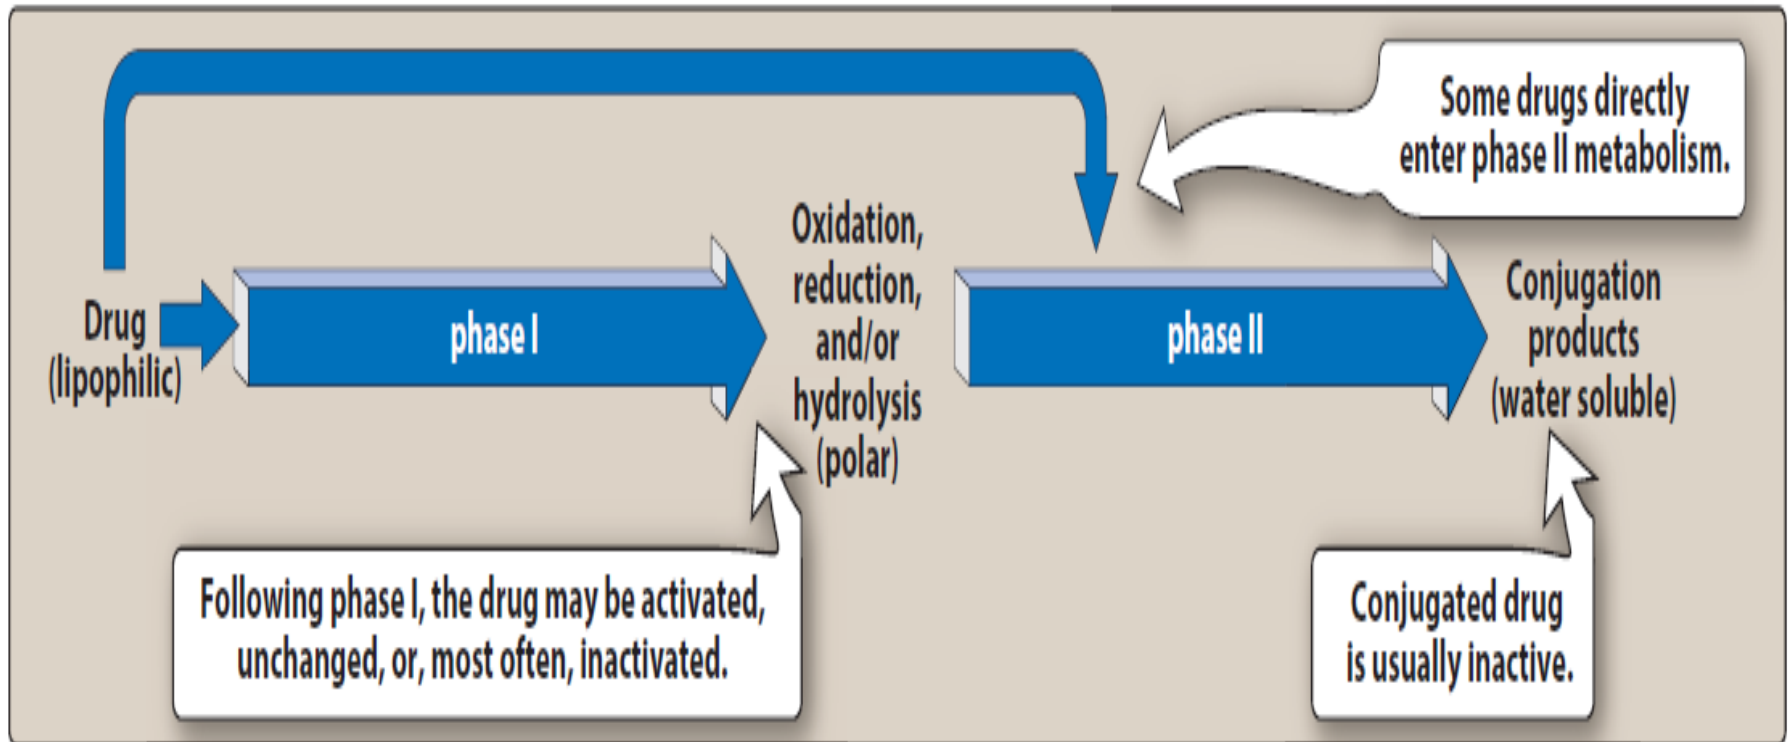 Some drugs directly
enter phase II metabolism.
Drug
(lipophilic)
phase I
Oxidation,
reduction,
and/or
hydrolysis
(polar)
phase II
Conjugation
products
(water soluble)
Following phase I, the drug may be activated,
unchanged, or, most often, inactivated.
Conjugated drug
is usually inactive.